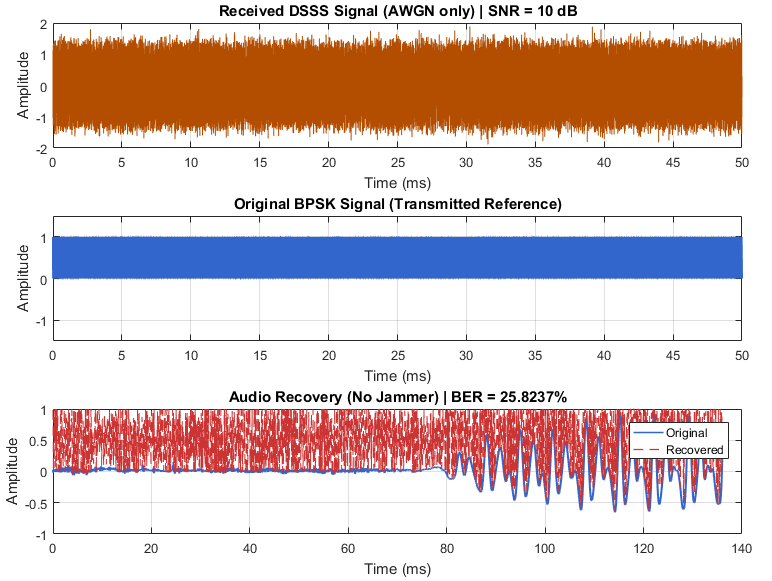 Received DSSS Signal (AWGN only) | SNR = 10 dB
2
1
0
-1
-2
Amplitude
0 5 10 15 20 25 30 35 40 45 50
Time (ms)
Original BPSK Signal (Transmitted Reference)
1
0
-1
Amplitude
0 5 10 15 20 25 30 35 40 45 50
Time (ms)
Audio Recovery (No Jammer) | BER = 25.8237%
1
0.5
0
-0.5
-1
Amplitude
Original
Recovered
0 20 40 60 80 100 120 140
Time (ms)